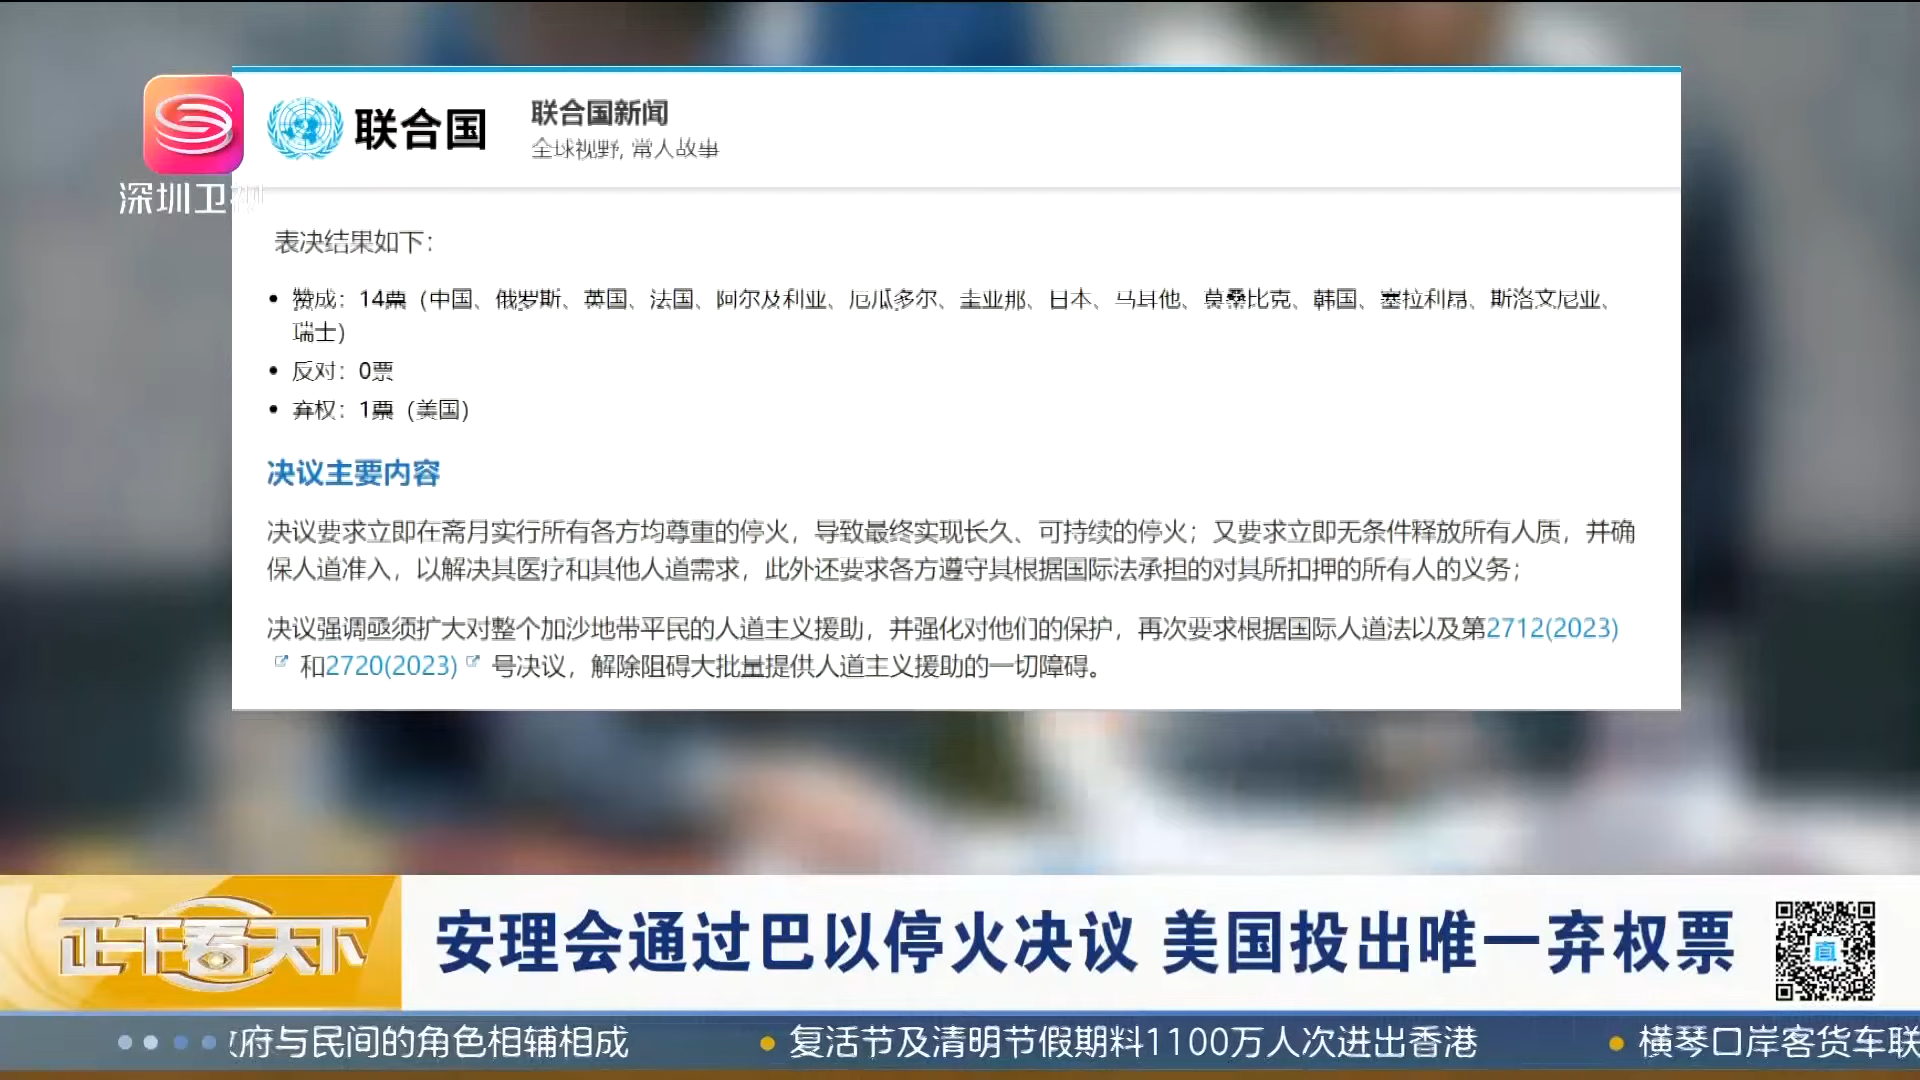 联合国
联合国新闻
全球视野, 常人故事
深圳卫视
表决结果如下：
• 赞成：14票（中国、俄罗斯、英国、法国、阿尔及利亚、厄瓜多尔、圭亚那、日本、马耳他、莫桑比克、韩国、塞拉利昂、斯洛文尼亚、
瑞士）
• 反对：0票
• 弃权：1票（美国）
决议主要内容
决议要求立即在斋月实行所有各方均尊重的停火，导致最终实现长久、可持续的停火；又要求立即无条件释放所有人质，并确
保人道准入，以解决其医疗和其他人道需求，此外还要求各方遵守其根据国际法承担的对其所扣押的所有人的义务；
决议强调亟须扩大对整个加沙地带平民的人道主义援助，并强化对他们的保护，再次要求根据国际人道法以及第2712(2023)
和2720(2023) 号决议，解除阻碍大批量提供人道主义援助的一切障碍。
正午看天下
安理会通过巴以停火决议 美国投出唯一弃权票
直
府与民间的角色相辅相成
● 复活节及清明节假期料1100万人次进出香港
● 横琴口岸客货车联